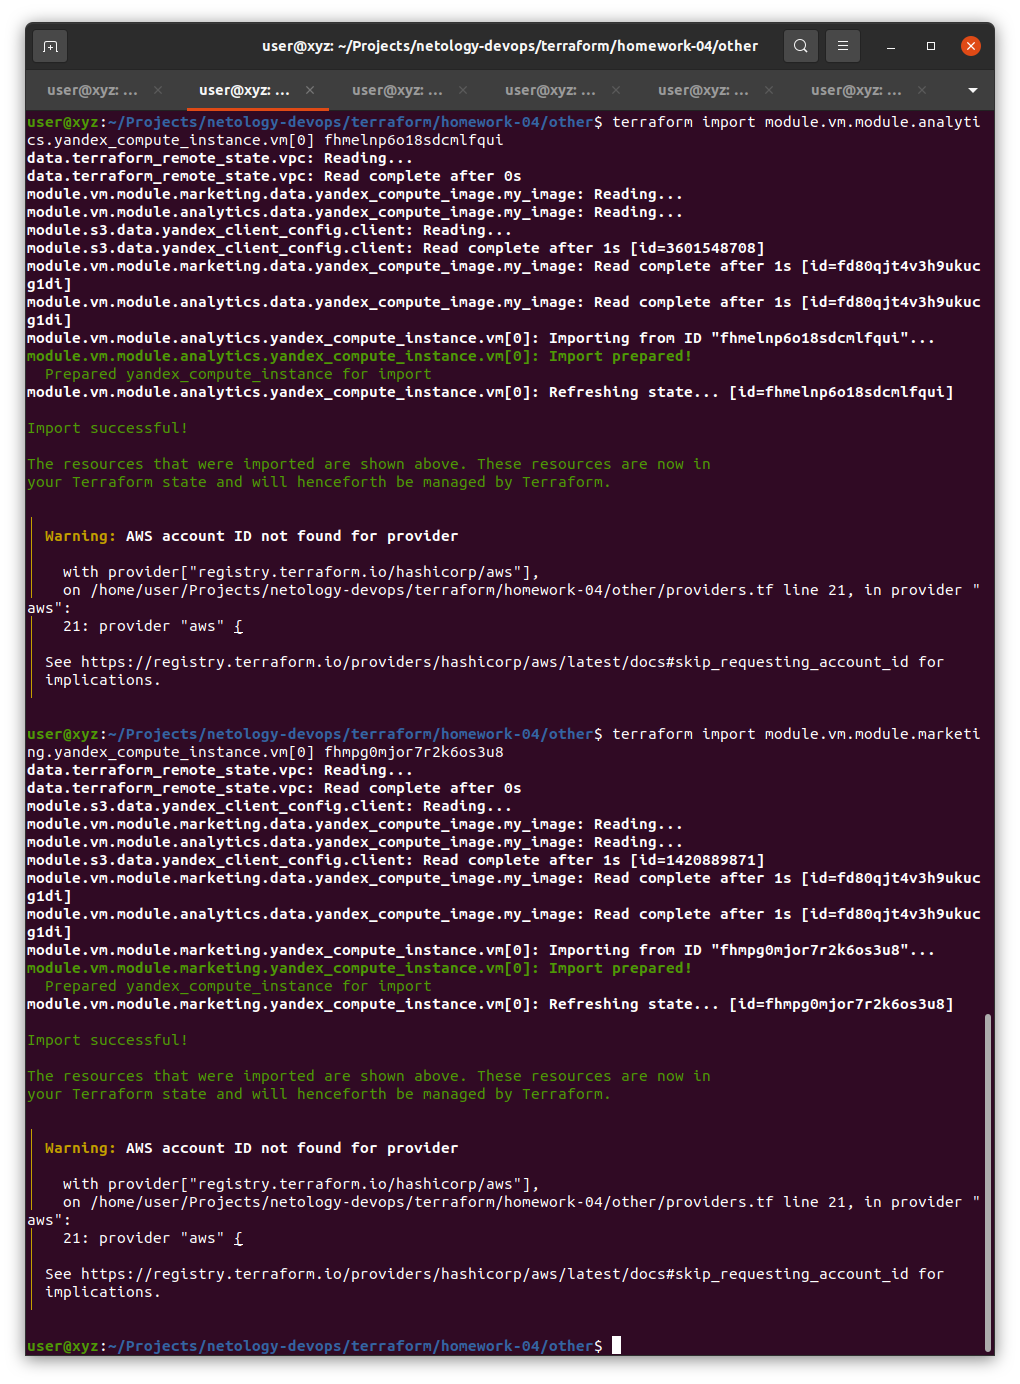 user@xyz: ~/Projects/netology-devops/terraform/homework-04/other
user@xyz: ... × user@xyz: ... × user@xyz: ... × user@xyz: ... × user@xyz: ... × user@xyz: ... ×
user@xyz:~/Projects/netology-devops/terraform/homework-04/other$ terraform import module.vm.module.analyti
cs.yandex_compute_instance.vm[0] fhmelnp6o18sdcmlfqui
data.terraform_remote_state.vpc: Reading...
data.terraform_remote_state.vpc: Read complete after 0s
module.vm.module.marketing.data.yandex_compute_image.my_image: Reading...
module.vm.module.analytics.data.yandex_compute_image.my_image: Reading...
module.s3.data.yandex_client_config.client: Reading...
module.s3.data.yandex_client_config.client: Read complete after 1s [id=3601548708]
module.vm.module.marketing.data.yandex_compute_image.my_image: Read complete after 1s [id=fd80qjt4v3h9ukuc
g1di]
module.vm.module.analytics.data.yandex_compute_image.my_image: Read complete after 1s [id=fd80qjt4v3h9ukuc
g1di]
module.vm.module.analytics.yandex_compute_instance.vm[0]: Importing from ID "fhmelnp6o18sdcmlfqui"...
module.vm.module.analytics.yandex_compute_instance.vm[0]: Import prepared!
  Prepared yandex_compute_instance for import
module.vm.module.analytics.yandex_compute_instance.vm[0]: Refreshing state... [id=fhmelnp6o18sdcmlfqui]
Import successful!
The resources that were imported are shown above. These resources are now in
your Terraform state and will henceforth be managed by Terraform.
Warning: AWS account ID not found for provider
with provider["registry.terraform.io/hashicorp/aws"],
on /home/user/Projects/netology-devops/terraform/homework-04/other/providers.tf line 21, in provider "
aws":
21: provider "aws" {
See https://registry.terraform.io/providers/hashicorp/aws/latest/docs#skip_requesting_account_id for
implications.
user@xyz:~/Projects/netology-devops/terraform/homework-04/other$ terraform import module.vm.module.marketi
ng.yandex_compute_instance.vm[0] fhmpg0mjor7r2k6os3u8
data.terraform_remote_state.vpc: Reading...
data.terraform_remote_state.vpc: Read complete after 0s
module.s3.data.yandex_client_config.client: Reading...
module.vm.module.marketing.data.yandex_compute_image.my_image: Reading...
module.vm.module.analytics.data.yandex_compute_image.my_image: Reading...
module.s3.data.yandex_client_config.client: Read complete after 1s [id=1420889871]
module.vm.module.marketing.data.yandex_compute_image.my_image: Read complete after 1s [id=fd80qjt4v3h9ukuc
g1di]
module.vm.module.analytics.data.yandex_compute_image.my_image: Read complete after 1s [id=fd80qjt4v3h9ukuc
g1di]
module.vm.module.marketing.yandex_compute_instance.vm[0]: Importing from ID "fhmpg0mjor7r2k6os3u8"...
module.vm.module.marketing.yandex_compute_instance.vm[0]: Import prepared!
  Prepared yandex_compute_instance for import
module.vm.module.marketing.yandex_compute_instance.vm[0]: Refreshing state... [id=fhmpg0mjor7r2k6os3u8]
Import successful!
The resources that were imported are shown above. These resources are now in
your Terraform state and will henceforth be managed by Terraform.
Warning: AWS account ID not found for provider
with provider["registry.terraform.io/hashicorp/aws"],
on /home/user/Projects/netology-devops/terraform/homework-04/other/providers.tf line 21, in provider "
aws":
21: provider "aws" {
See https://registry.terraform.io/providers/hashicorp/aws/latest/docs#skip_requesting_account_id for
implications.
user@xyz:~/Projects/netology-devops/terraform/homework-04/other$